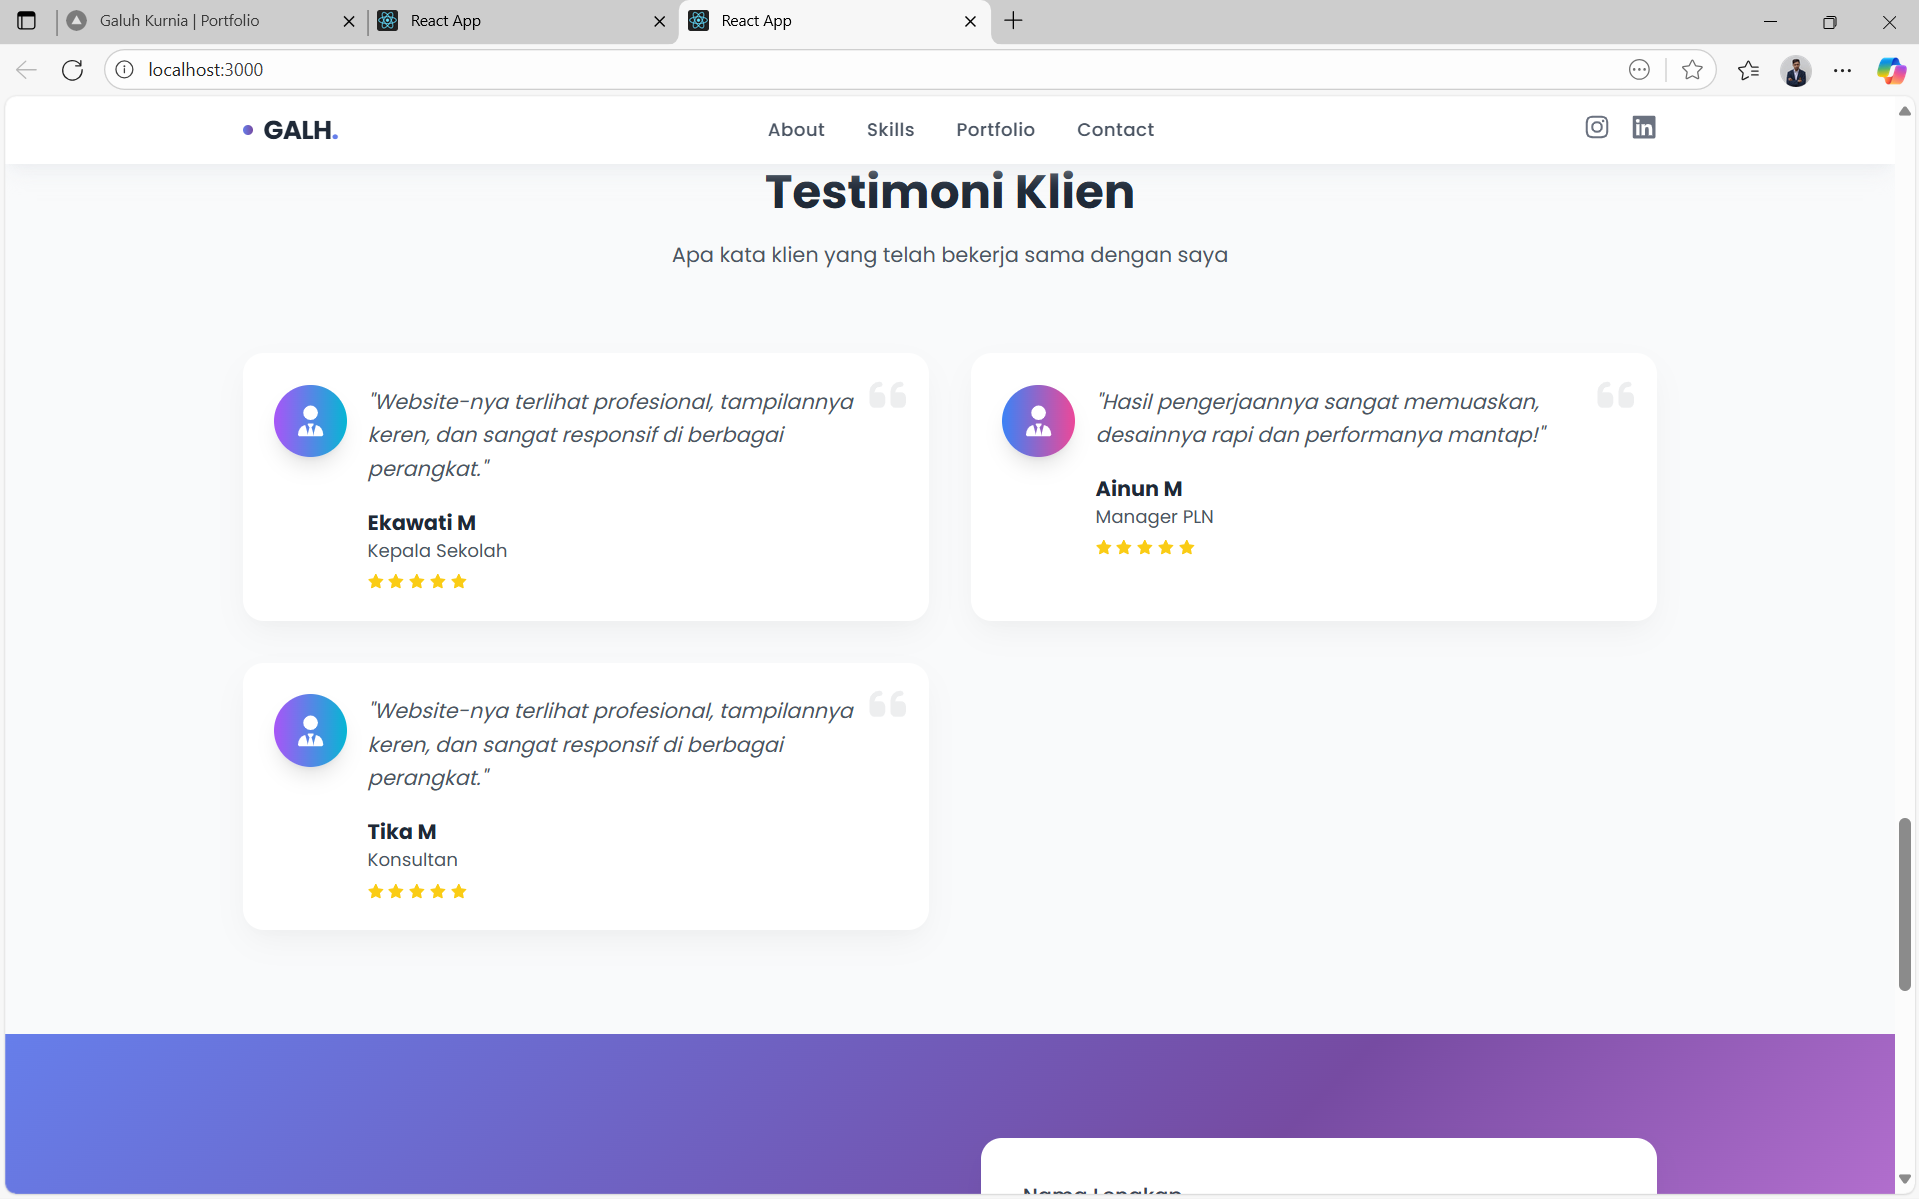 Galuh Kurnia | Portfolio
React App
React App
localhost:3000
GALH.
About
Skills
Portfolio
Contact
Testimoni Klien
Apa kata klien yang telah bekerja sama dengan saya
"Website-nya terlihat profesional, tampilannya
keren, dan sangat responsif di berbagai
perangkat."
Ekawati M
Kepala Sekolah
"Hasil pengerjaannya sangat memuaskan,
desainnya rapi dan performanya mantap!"
Ainun M
Manager PLN
"Website-nya terlihat profesional, tampilannya
keren, dan sangat responsif di berbagai
perangkat."
Tika M
Konsultan
Nama Lengkap